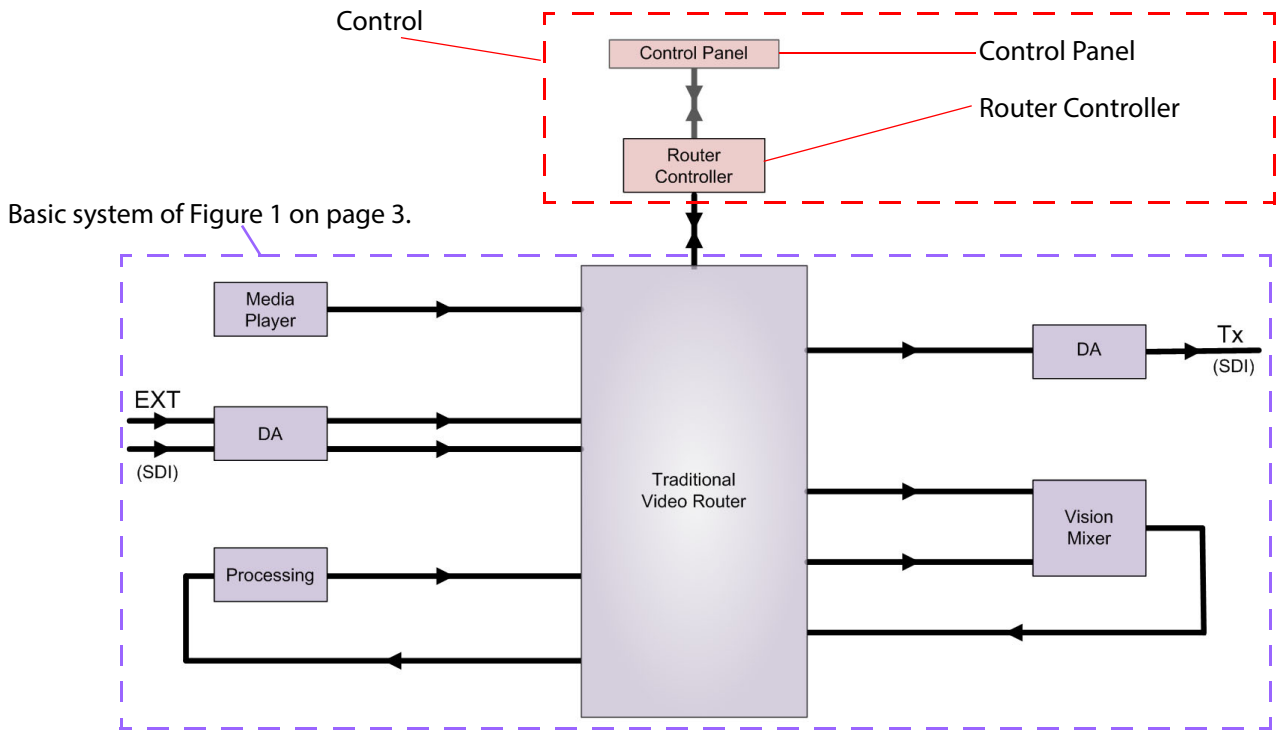 Control
Control Panel
Control Panel
Router Controller
Router
Controller
Basic system of Figure 1 on page 3.
Media
Player
DA
Tx
(SDI)
EXT
DA
(SDI)
Traditional
Video Router
Vision
Mixer
Processing